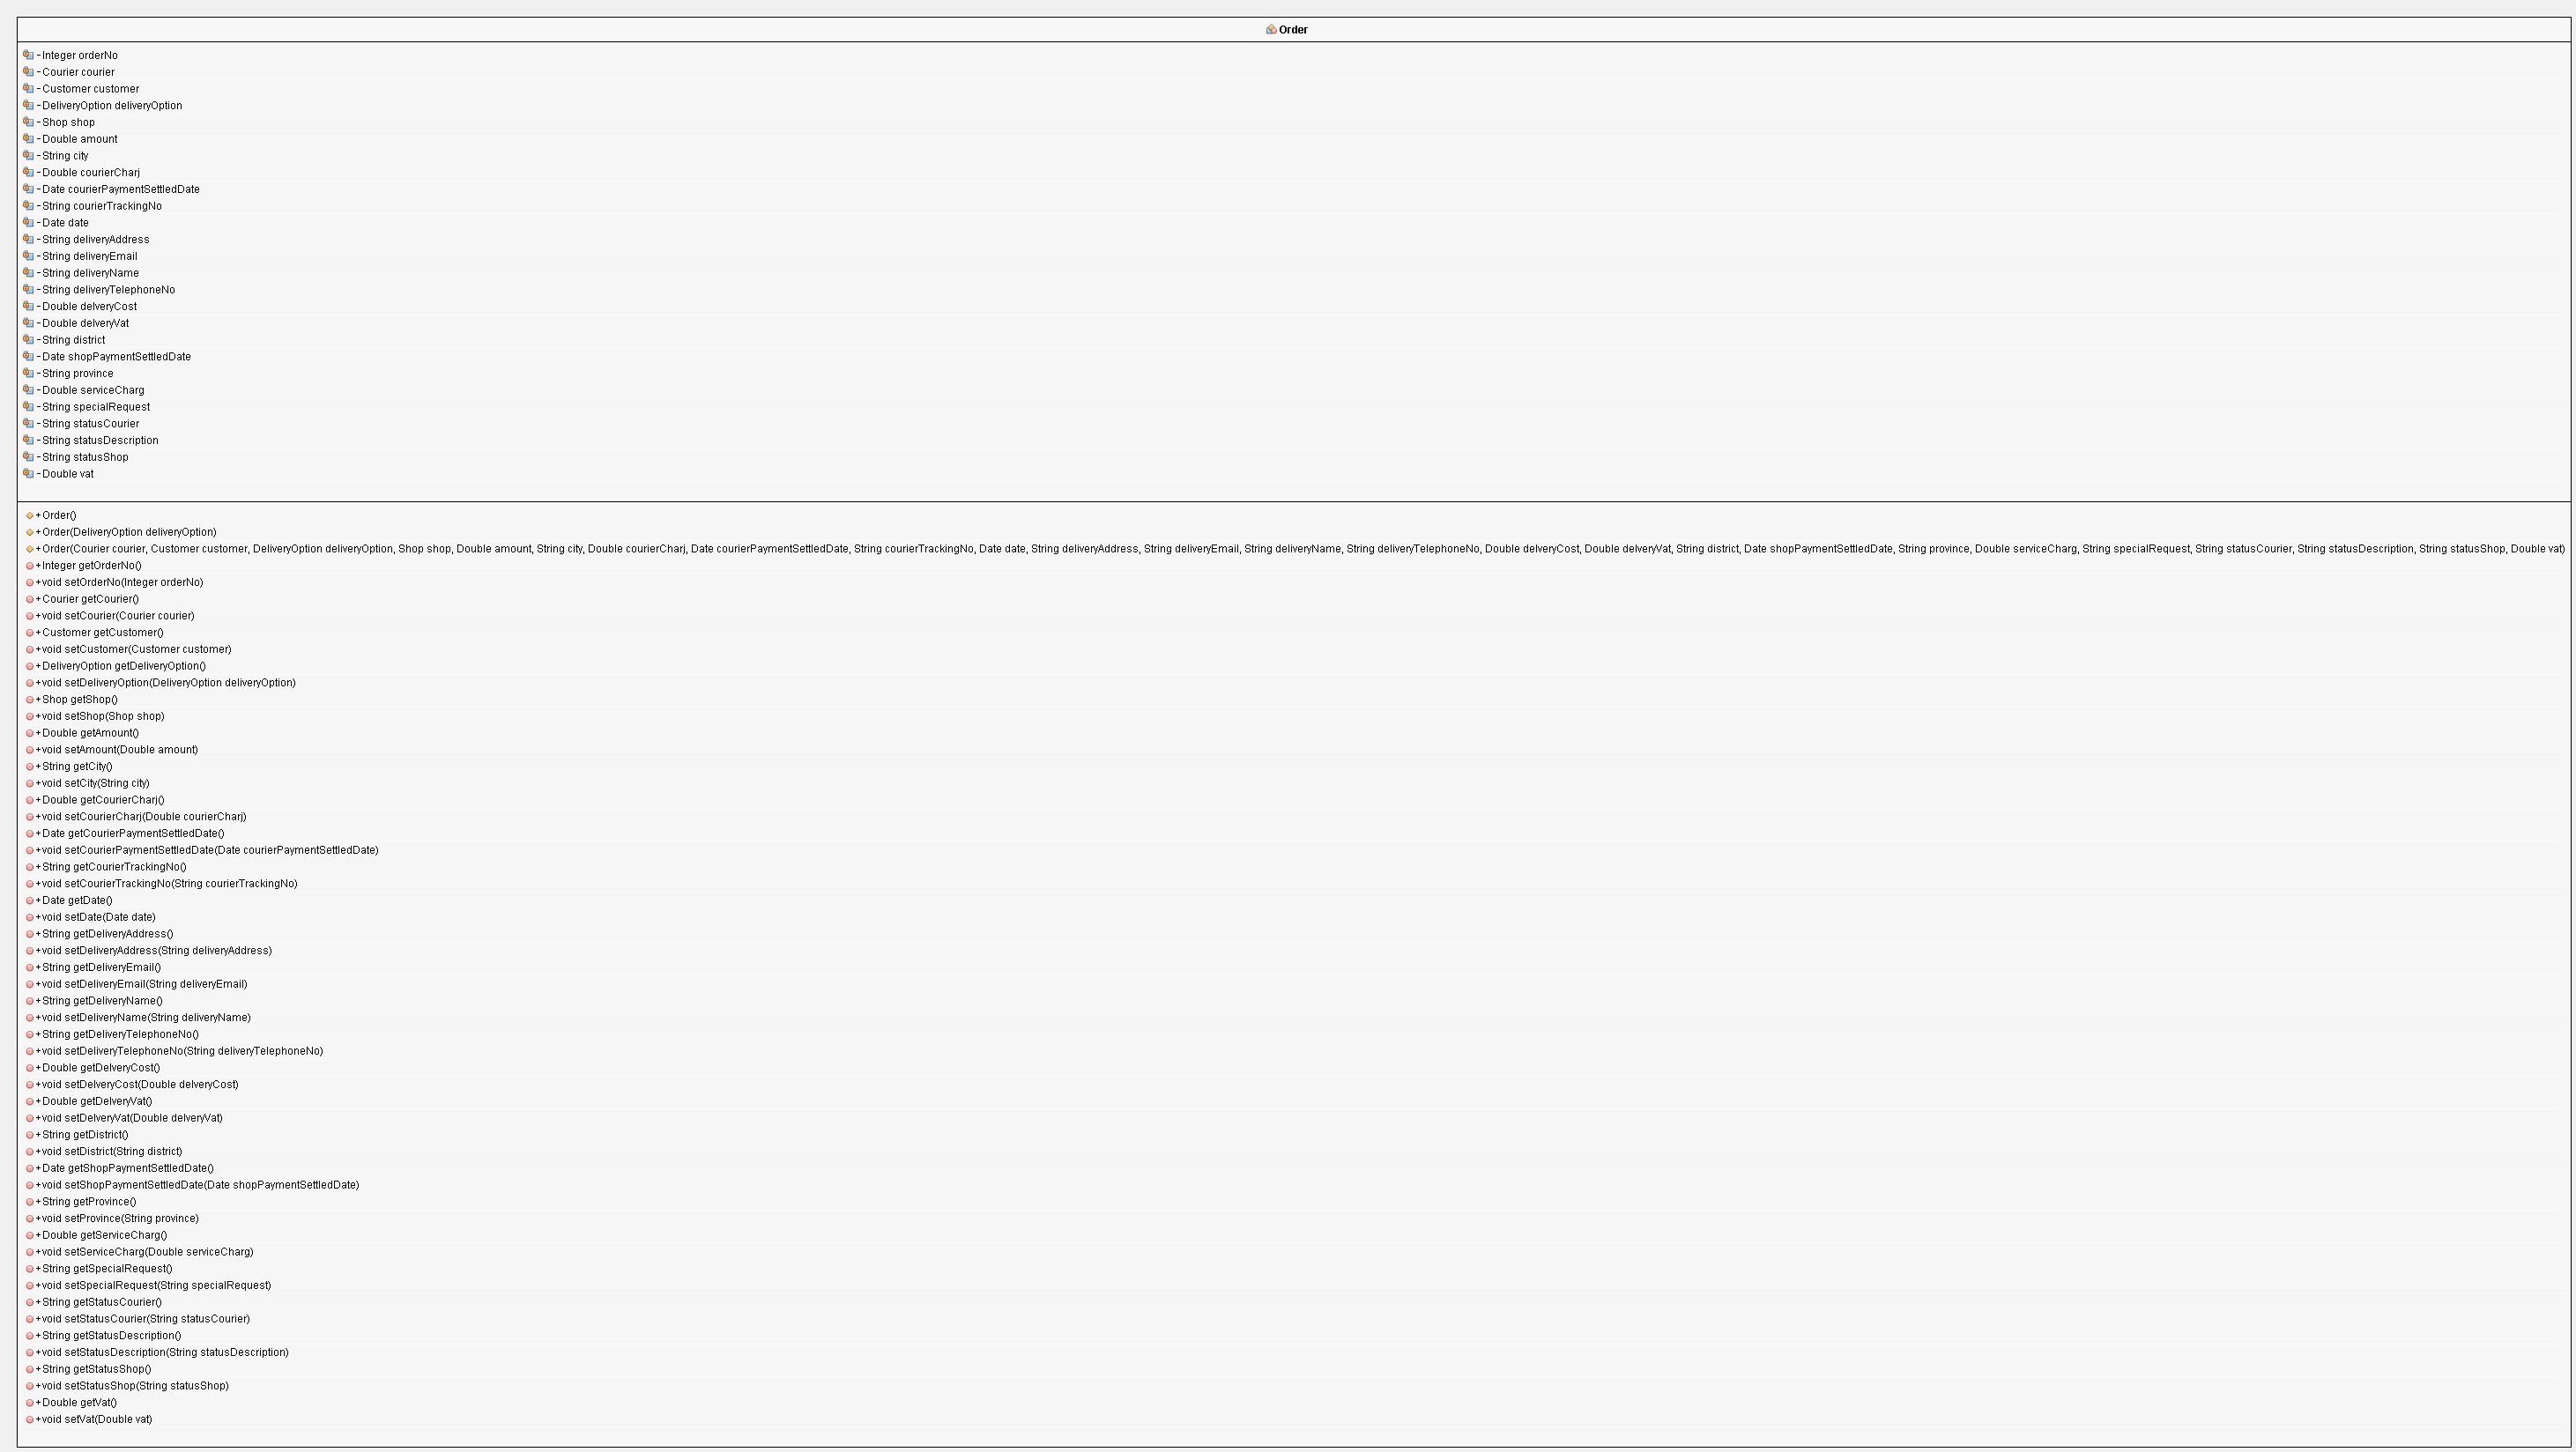 Order
- Integer orderNo
- Courier courier
- Customer customer
- DeliveryOption deliveryOption
- Shop shop
- Double amount
- String city
- Double courierCharj
- Date courierPaymentSettledDate
- String courierTrackingNo
- Date date
- String deliveryAddress
- String deliveryEmail
- String deliveryName
- String deliveryTelephoneNo
- Double delveryCost
- Double delveryVat
- String district
- Date shopPaymentSettledDate
- String province
- Double serviceCharg
- String specialRequest
- String statusCourier
- String statusDescription
- String statusShop
- Double vat
+ Order()
+ Order(DeliveryOption deliveryOption)
+ Order(Courier courier, Customer customer, DeliveryOption deliveryOption, Shop shop, Double amount, String city, Double courierCharj, Date courierPaymentSettledDate, String courierTrackingNo, Date date, String deliveryAddress, String deliveryEmail, String deliveryName, String deliveryTelephoneNo, Double delveryCost, Double delveryVat, String district, Date shopPaymentSettledDate, String province, Double serviceCharg, String specialRequest, String statusCourier, String statusDescription, String statusShop, Double vat)
+ Integer getOrderNo()
+ void setOrderNo(Integer orderNo)
+ Courier getCourier()
+ void setCourier(Courier courier)
+ Customer getCustomer()
+ void setCustomer(Customer customer)
+ DeliveryOption getDeliveryOption()
+ void setDeliveryOption(DeliveryOption deliveryOption)
+ Shop getShop()
+ void setShop(Shop shop)
+ Double getAmount()
+ void setAmount(Double amount)
+ String getCity()
+ void setCity(String city)
+ Double getCourierCharj()
+ void setCourierCharj(Double courierCharj)
+ Date getCourierPaymentSettledDate()
+ void setCourierPaymentSettledDate(Date courierPaymentSettledDate)
+ String getCourierTrackingNo()
+ void setCourierTrackingNo(String courierTrackingNo)
+ Date getDate()
+ void setDate(Date date)
+ String getDeliveryAddress()
+ void setDeliveryAddress(String deliveryAddress)
+ String getDeliveryEmail()
+ void setDeliveryEmail(String deliveryEmail)
+ String getDeliveryName()
+ void setDeliveryName(String deliveryName)
+ String getDeliveryTelephoneNo()
+ void setDeliveryTelephoneNo(String deliveryTelephoneNo)
+ Double getDelveryCost()
+ void setDelveryCost(Double delveryCost)
+ Double getDelveryVat()
+ void setDelveryVat(Double delveryVat)
+ String getDistrict()
+ void setDistrict(String district)
+ Date getShopPaymentSettledDate()
+ void setShopPaymentSettledDate(Date shopPaymentSettledDate)
+ String getProvince()
+ void setProvince(String province)
+ Double getServiceCharg()
+ void setServiceCharg(Double serviceCharg)
+ String getSpecialRequest()
+ void setSpecialRequest(String specialRequest)
+ String getStatusCourier()
+ void setStatusCourier(String statusCourier)
+ String getStatusDescription()
+ void setStatusDescription(String statusDescription)
+ String getStatusShop()
+ void setStatusShop(String statusShop)
+ Double getVat()
+ void setVat(Double vat)